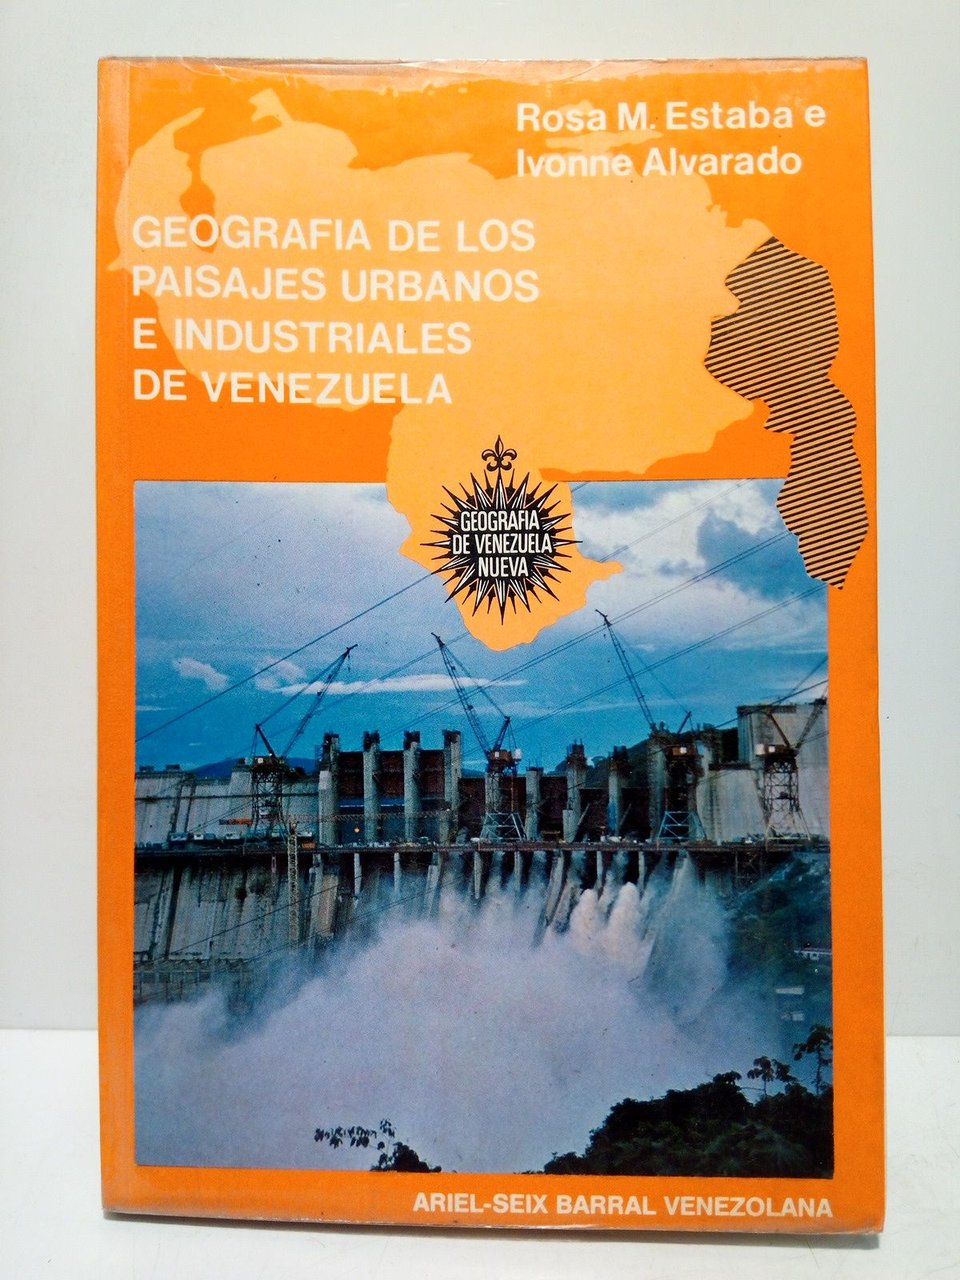 Rosa M. Estaba e
Ivonne Alvarado
GEOGRAFIA DE LOS
PAISAJES URBANOS
E INDUSTRIALES
DE VENEZUELA
GEOGRAFIA
DE VENEZUELA
NUEVA
ARIEL-SEIX BARRAL VENEZOLANA